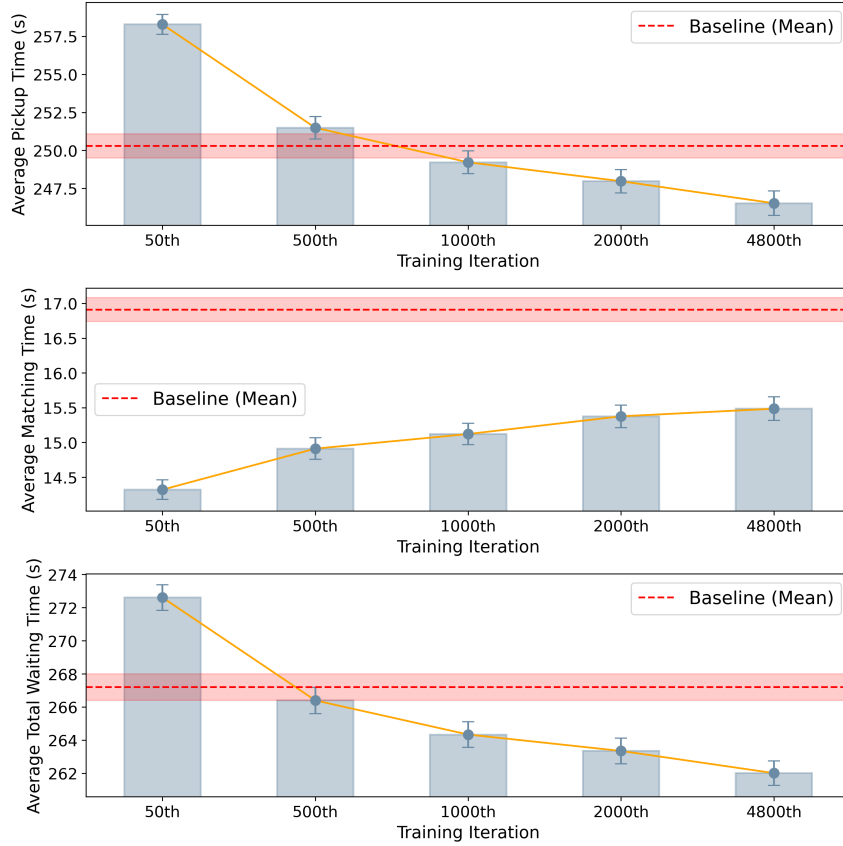 Average Pickup Time (s)
257.5
255.0
252.5
250.0
247.5
Baseline (Mean)
50th 500th 1000th 2000th 4800th
Training Iteration
Average Matching Time (s)
17.0
16.5
16.0
15.5
15.0
14.5
Baseline (Mean)
50th 500th 1000th 2000th 4800th
Training Iteration
Average Total Waiting Time (s)
274
272
270
268
266
264
262
Baseline (Mean)
50th 500th 1000th 2000th 4800th
Training Iteration